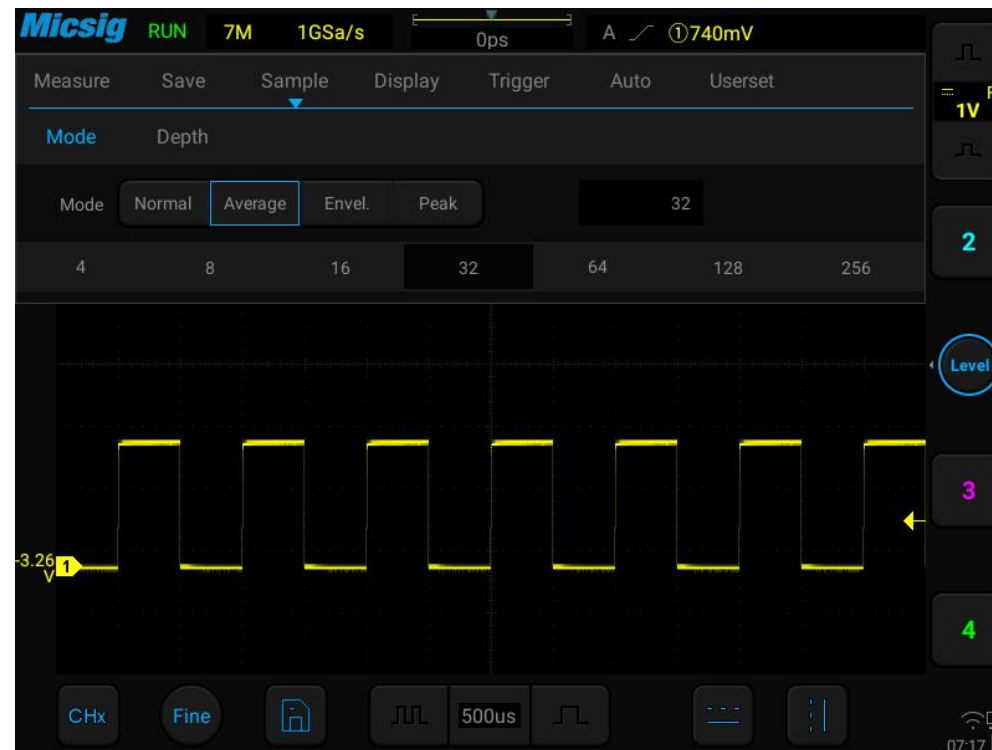 Micsig RUN 7M 1GSa/s 0ps A ①740mV
Measure Save Sample Display Trigger Auto Userset
1V
Mode Depth
Mode Normal Average Envel. Peak 32
2
4 8 16 32 64 128 256
Level
3
-3.26 1
V
4
CHx Fine 500us
07:17